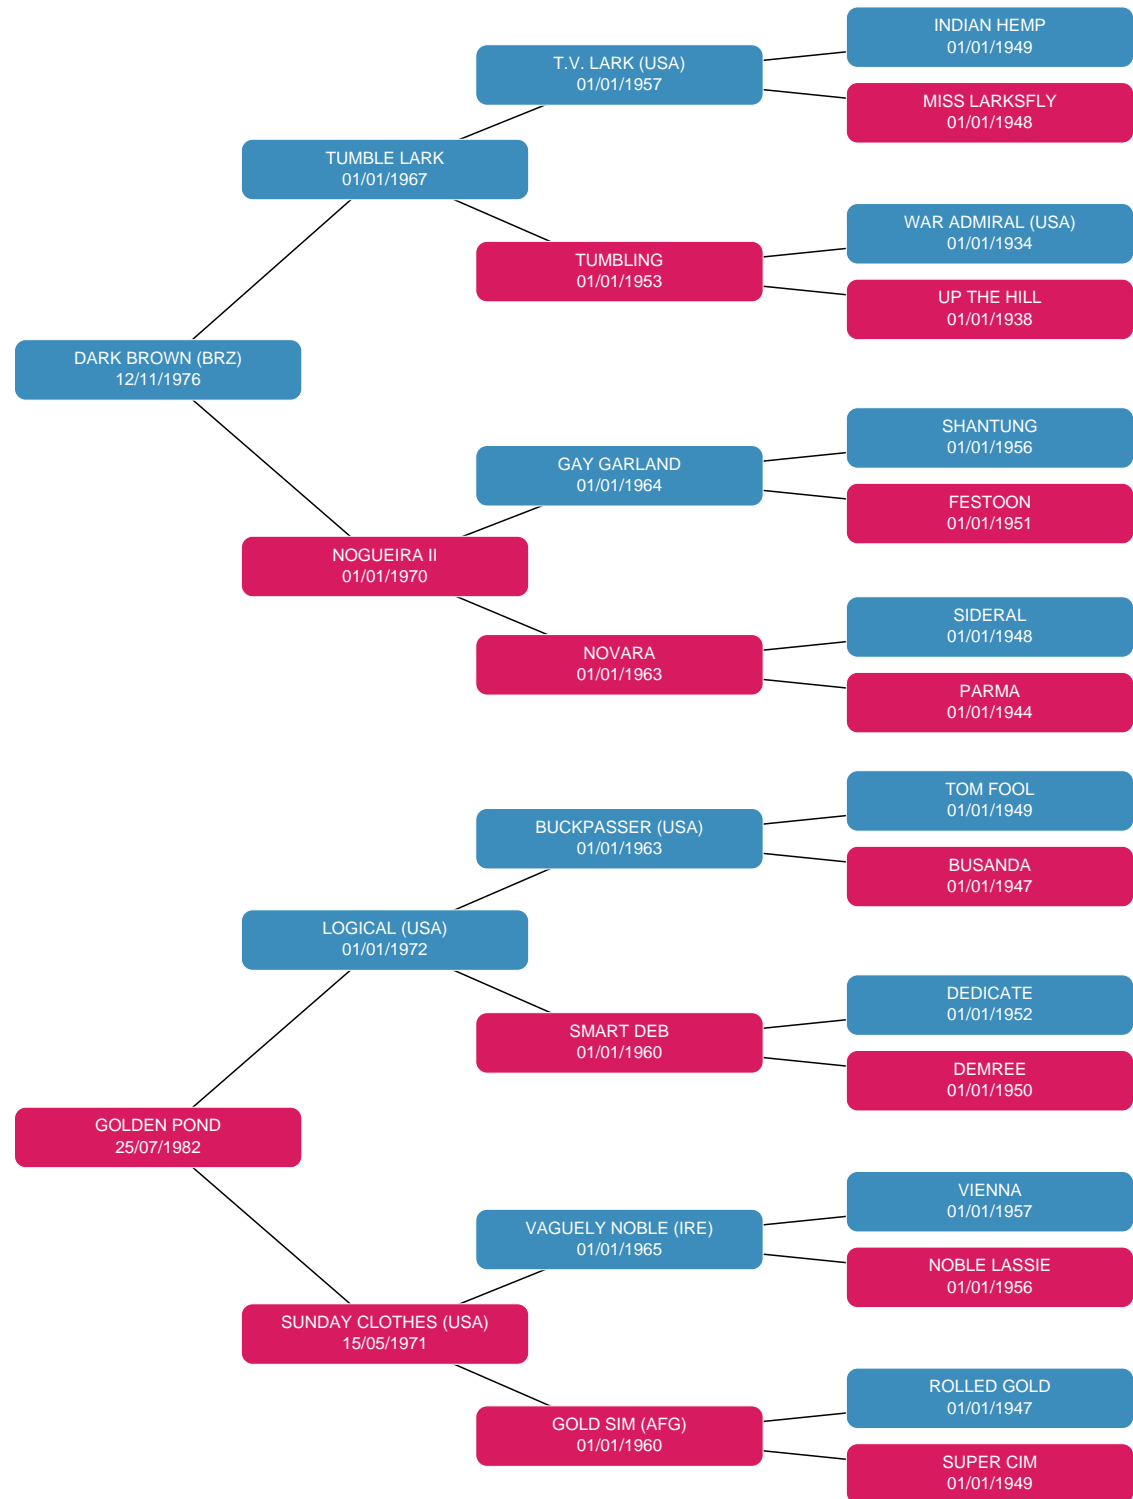 INDIAN HEMP
01/01/1949
T.V. LARK (USA)
01/01/1957
MISS LARKSFLY
01/01/1948
TUMBLE LARK
01/01/1967
WAR ADMIRAL (USA)
01/01/1934
TUMBLING
01/01/1953
UP THE HILL
01/01/1938
DARK BROWN (BRZ)
12/11/1976
SHANTUNG
01/01/1956
GAY GARLAND
01/01/1964
FESTOON
01/01/1951
NOGUEIRA II
01/01/1970
SIDERAL
01/01/1948
NOVARA
01/01/1963
PARMA
01/01/1944
TOM FOOL
01/01/1949
BUCKPASSER (USA)
01/01/1963
BUSANDA
01/01/1947
LOGICAL (USA)
01/01/1972
DEDICATE
01/01/1952
SMART DEB
01/01/1960
DEMREE
01/01/1950
GOLDEN POND
25/07/1982
VIENNA
01/01/1957
VAGUELY NOBLE (IRE)
01/01/1965
NOBLE LASSIE
01/01/1956
SUNDAY CLOTHES (USA)
15/05/1971
ROLLED GOLD
01/01/1947
GOLD SIM (AFG)
01/01/1960
SUPER CIM
01/01/1949